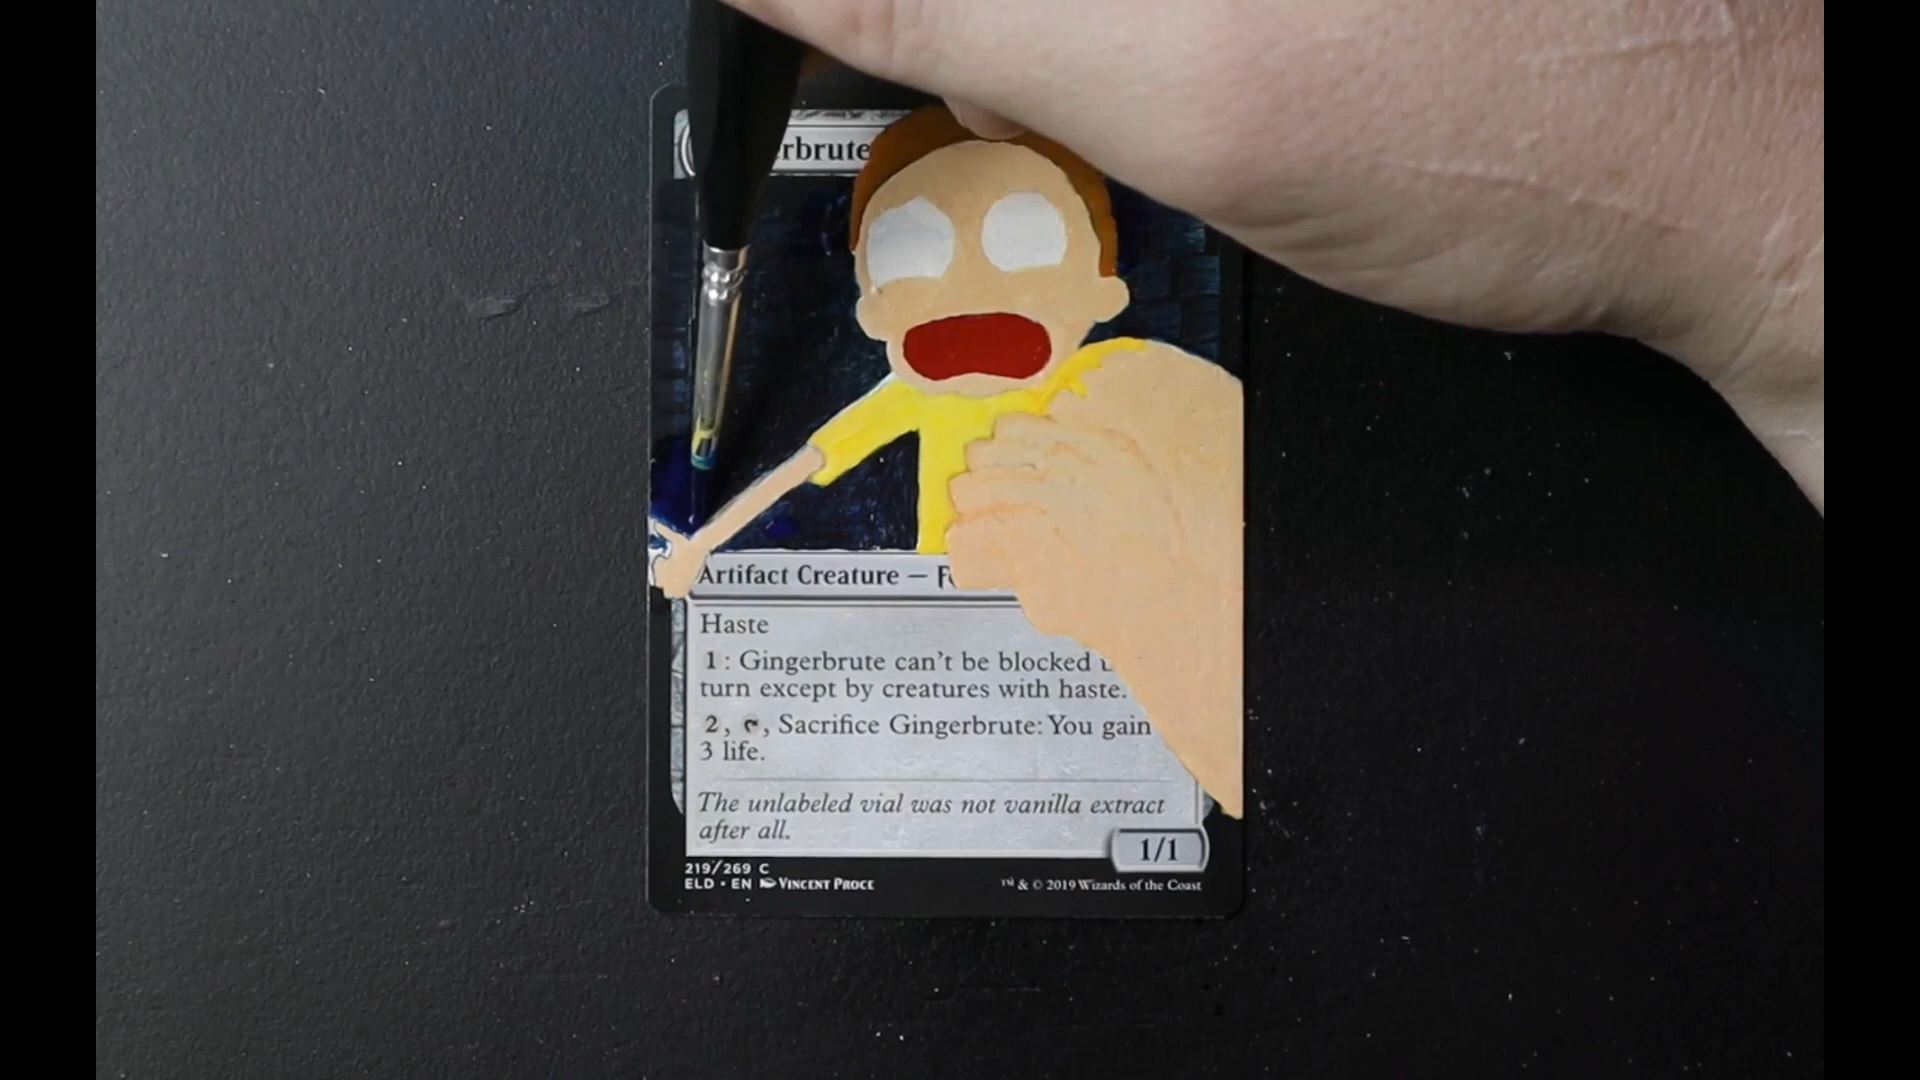 erbrute
Artifact Creature — F
Haste
1: Gingerbrute can't be blocked
turn except by creatures with haste.
2, , Sacrifice Gingerbrute: You gain
3 life.
The unlabeled vial was not vanilla extract
after all.
1/1
219/269 C
ELD • EN VINCENT PROCE
™ & © 2019 Wizards of the Coast